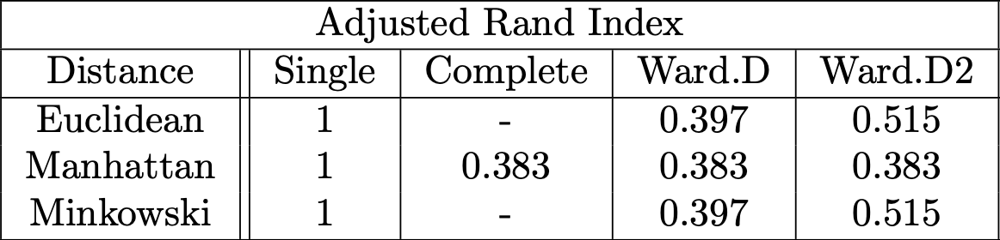 Adjusted Rand Index
Distance Single Complete Ward.D Ward.D2
Euclidean 1 - 0.397 0.515
Manhattan 1 0.383 0.383 0.383
Minkowski 1 - 0.397 0.515